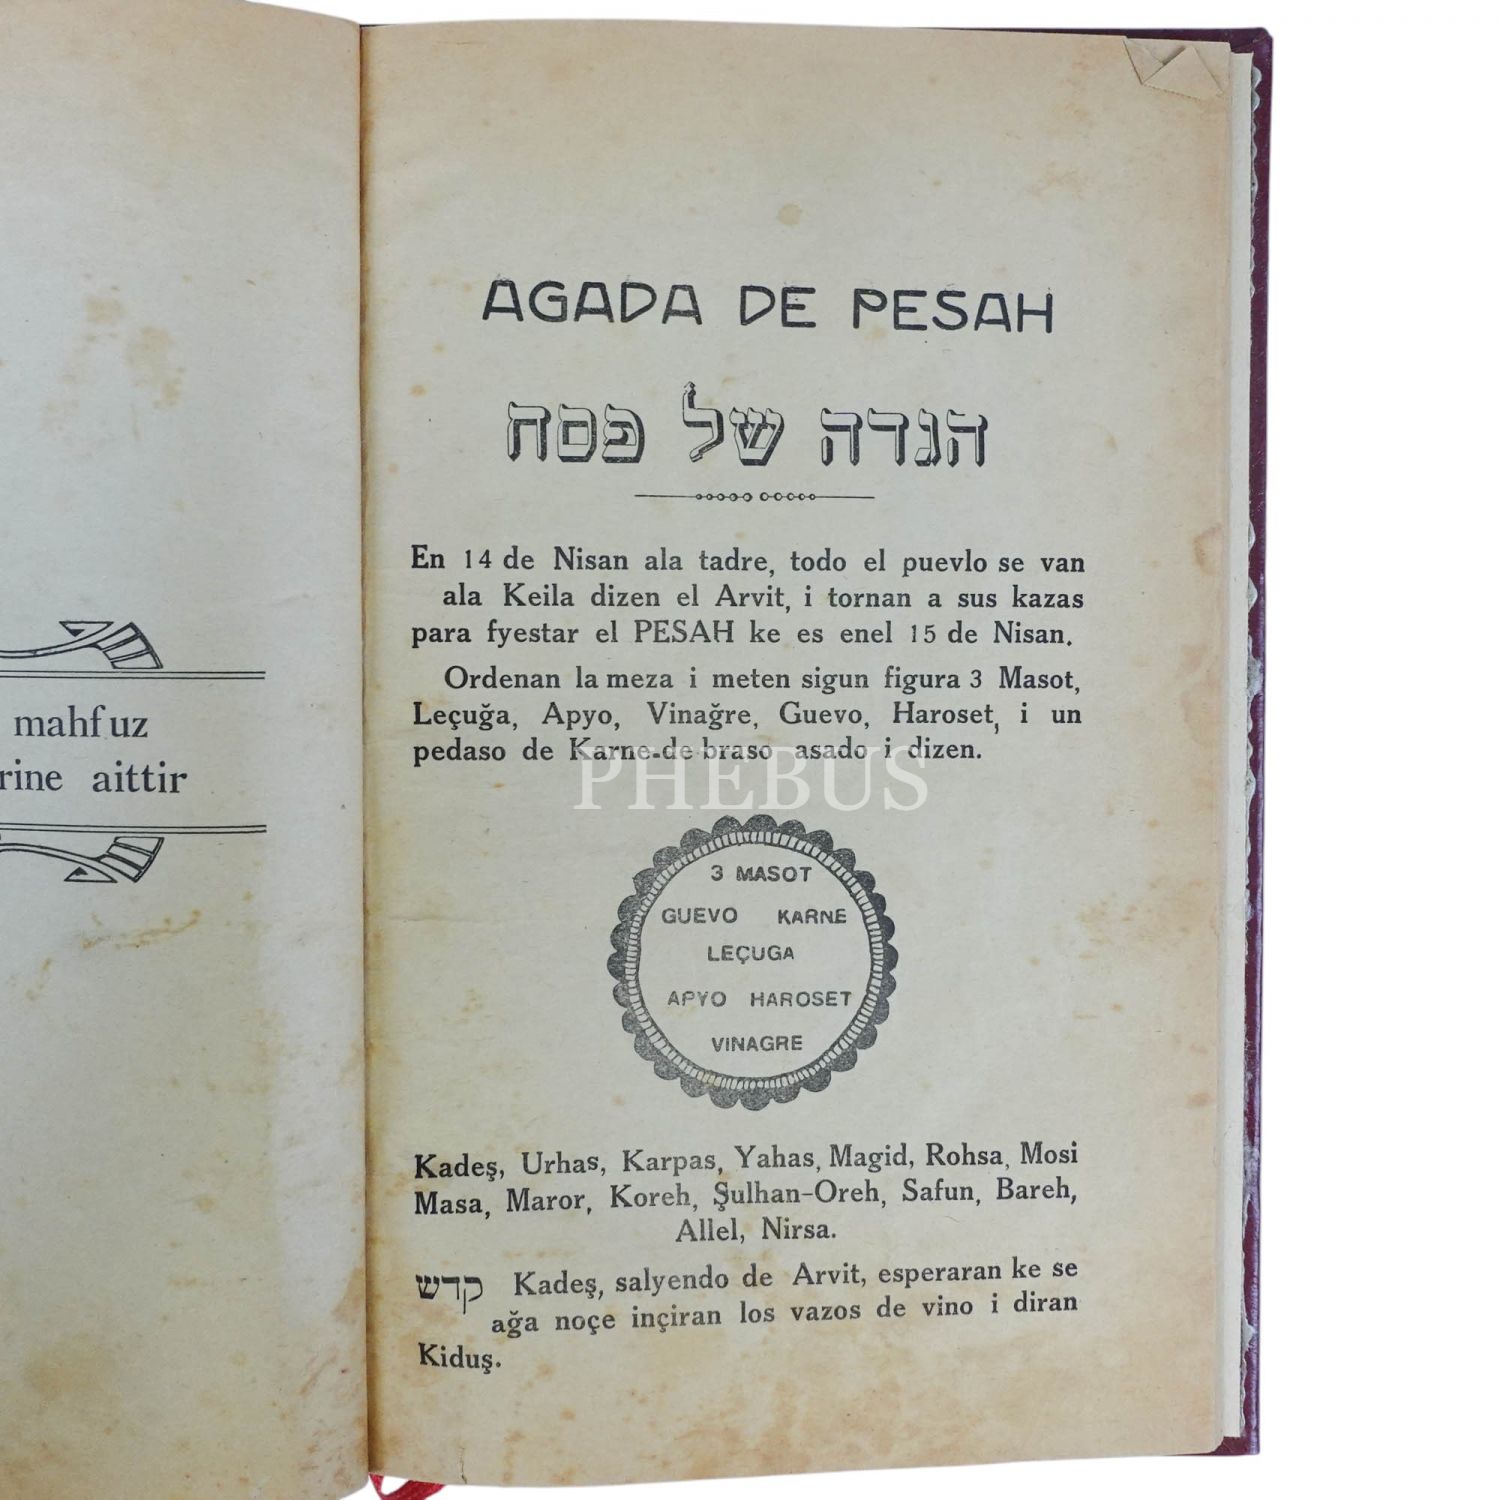 mahfuz
rine aittir
AGADA DE PESAH
הגדה של פסח
En 14 de Nisan ala tadre, todo el puevlo se van
ala Keila dizen el Arvit, i tornan a sus kazas
para fyestar el PESAH ke es enel 15 de Nisan.
Ordenan la meza i meten sigun figura 3 Masot,
Leçuğa, Apyo, Vinağre, Guevo, Haroset, i un
pedaso de Karne-de braso asado i dizen.
PHEBUS
3 MASOT
GUEVO KARNE
LEÇUGA
APYO HAROSET
VINAGRE
Kadeş, Urhas, Karpas, Yahas, Magid, Rohsa, Mosi
Masa, Maror, Koreh, Şulhan-Oreh, Safun, Bareh,
Allel, Nirsa.
קדש Kadeş, salyendo de Arvit, esperaran ke se
ağa noçe inçiran los vazos de vino i diran
Kiduş.